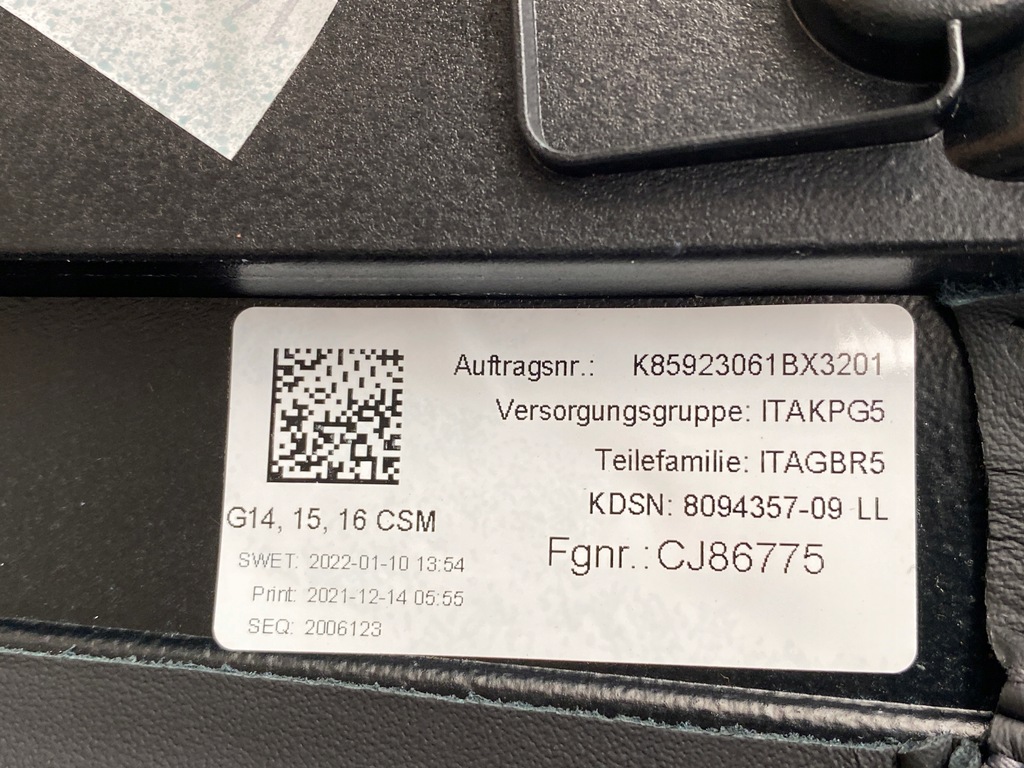 Auftragsnr.: K85923061BX3201
Versorgungsgruppe: ITAKPG5
Teilefamilie: ITAGBR5
KDSN: 8094357-09 LL
Fgnr.: CJ86775
G14, 15, 16 CSM
SWET: 2022-01-10 13:54
Print: 2021-12-14 05:55
SEQ: 2006123